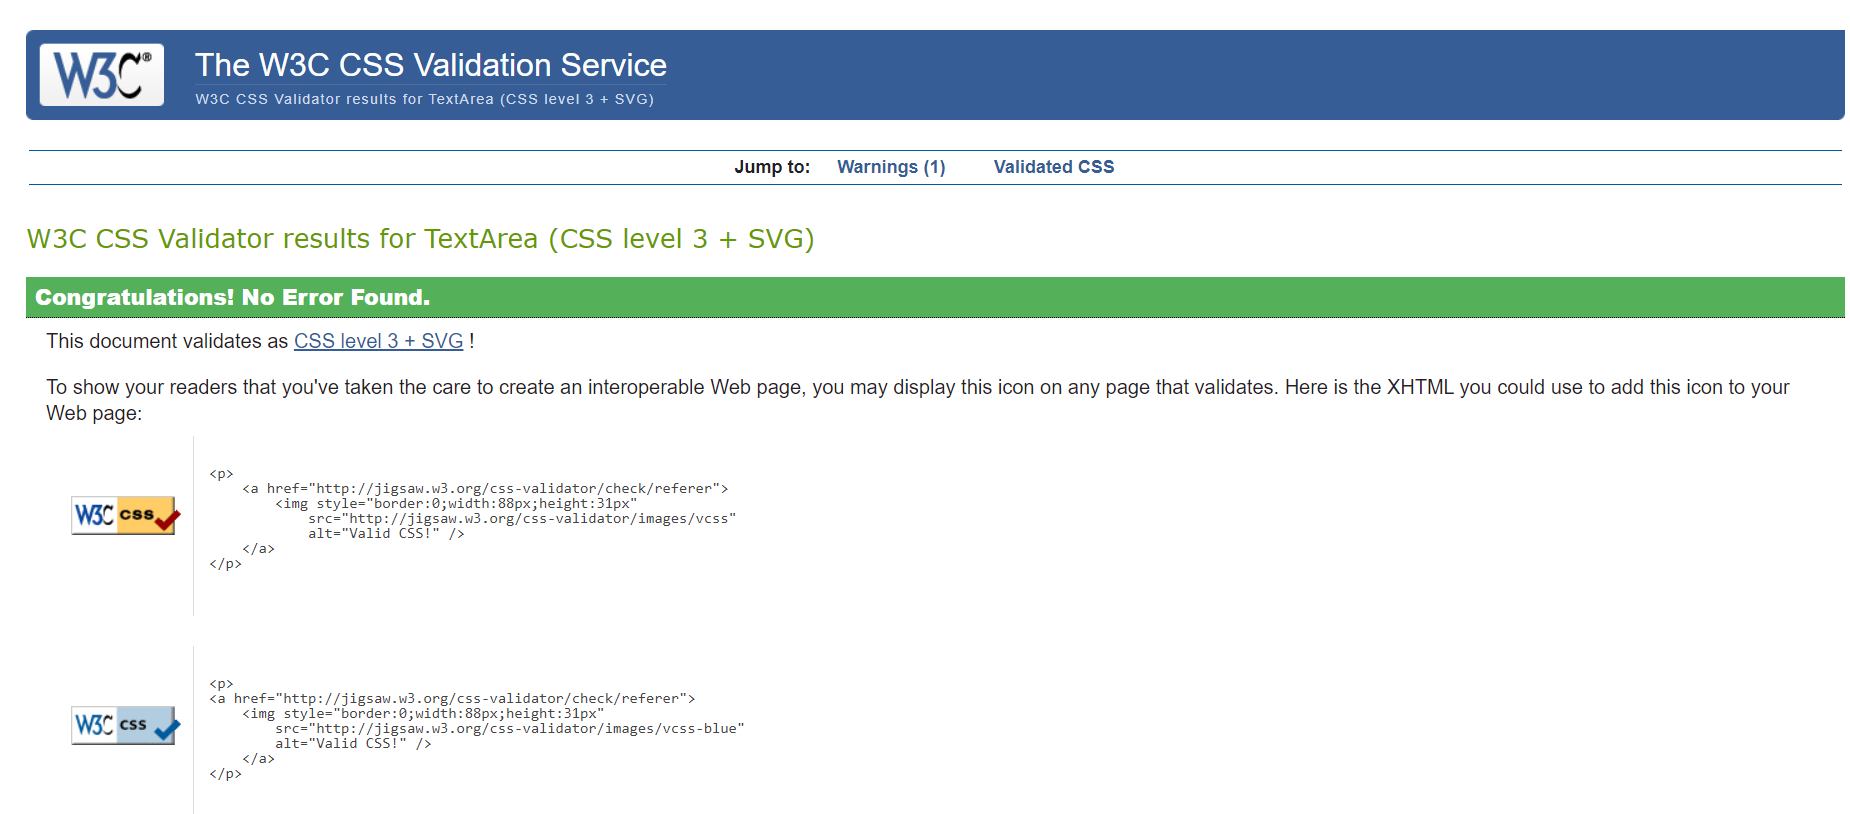 W3C®
The W3C CSS Validation Service
W3C CSS Validator results for TextArea (CSS level 3 + SVG)
Jump to: Warnings (1) Validated CSS
W3C CSS Validator results for TextArea (CSS level 3 + SVG)
Congratulations! No Error Found.
This document validates as CSS level 3 + SVG !
To show your readers that you've taken the care to create an interoperable Web page, you may display this icon on any page that validates. Here is the XHTML you could use to add this icon to your
Web page:
W3C css
<p>
    <a href="http://jigsaw.w3.org/css-validator/check/referer">
        <img style="border:0;width:88px;height:31px"
            src="http://jigsaw.w3.org/css-validator/images/vcss"
            alt="Valid CSS!" />
    </a>
</p>
W3C css
<p>
<a href="http://jigsaw.w3.org/css-validator/check/referer">
    <img style="border:0;width:88px;height:31px"
        src="http://jigsaw.w3.org/css-validator/images/vcss-blue"
        alt="Valid CSS!" />
    </a>
</p>